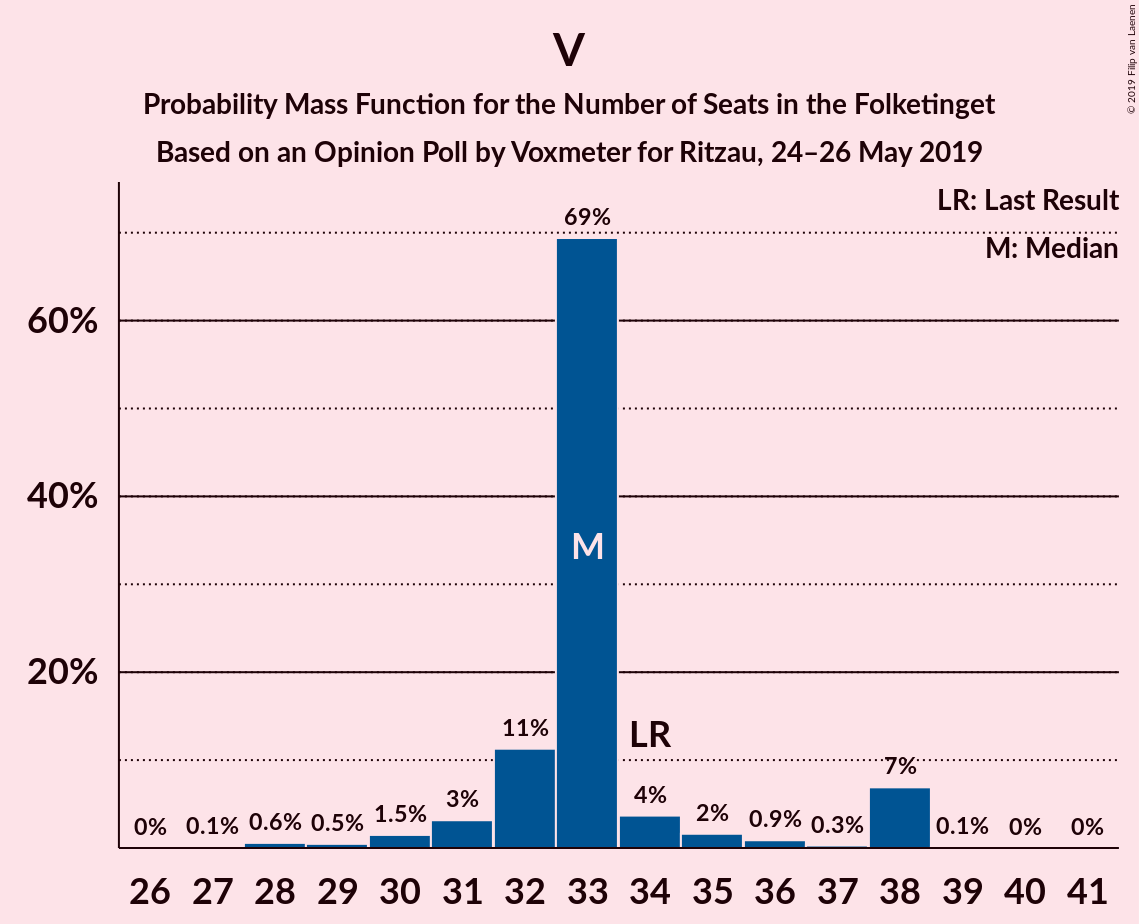 V
Probability Mass Function for the Number of Seats in the Folketinget
Based on an Opinion Poll by Voxmeter for Ritzau, 24–26 May 2019
© 2019 Filip van Laenen
LR: Last Result
M: Median
60%
40%
20%
0%
0.1%
0.6%
0.5%
1.5%
3%
11%
69%
M
LR
4%
2%
0.9%
0.3%
7%
0.1%
0%
0%
26 27 28 29 30 31 32 33 34 35 36 37 38 39 40 41